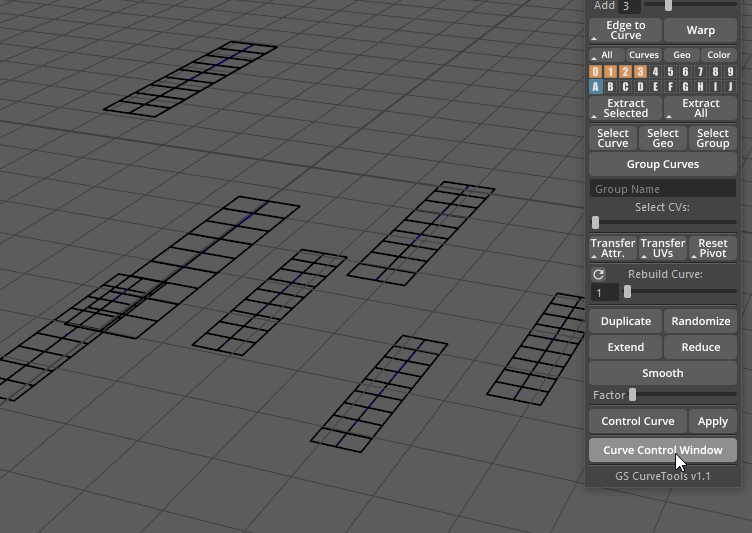 Add 3
Edge to Curve Warp
All Curves Geo Color
0 1 2 3 4 5 6 7 8 9
A B C D E F G H I J
Extract Selected Extract All
Select Curve Select Geo Select Group
Group Curves
Group Name
Select CVs:
Transfer Attr. Transfer UVs Reset Pivot
Rebuild Curve:
1
Duplicate Randomize
Extend Reduce
Smooth
Factor
Control Curve Apply
Curve Control Window
GS CurveTools v1.1